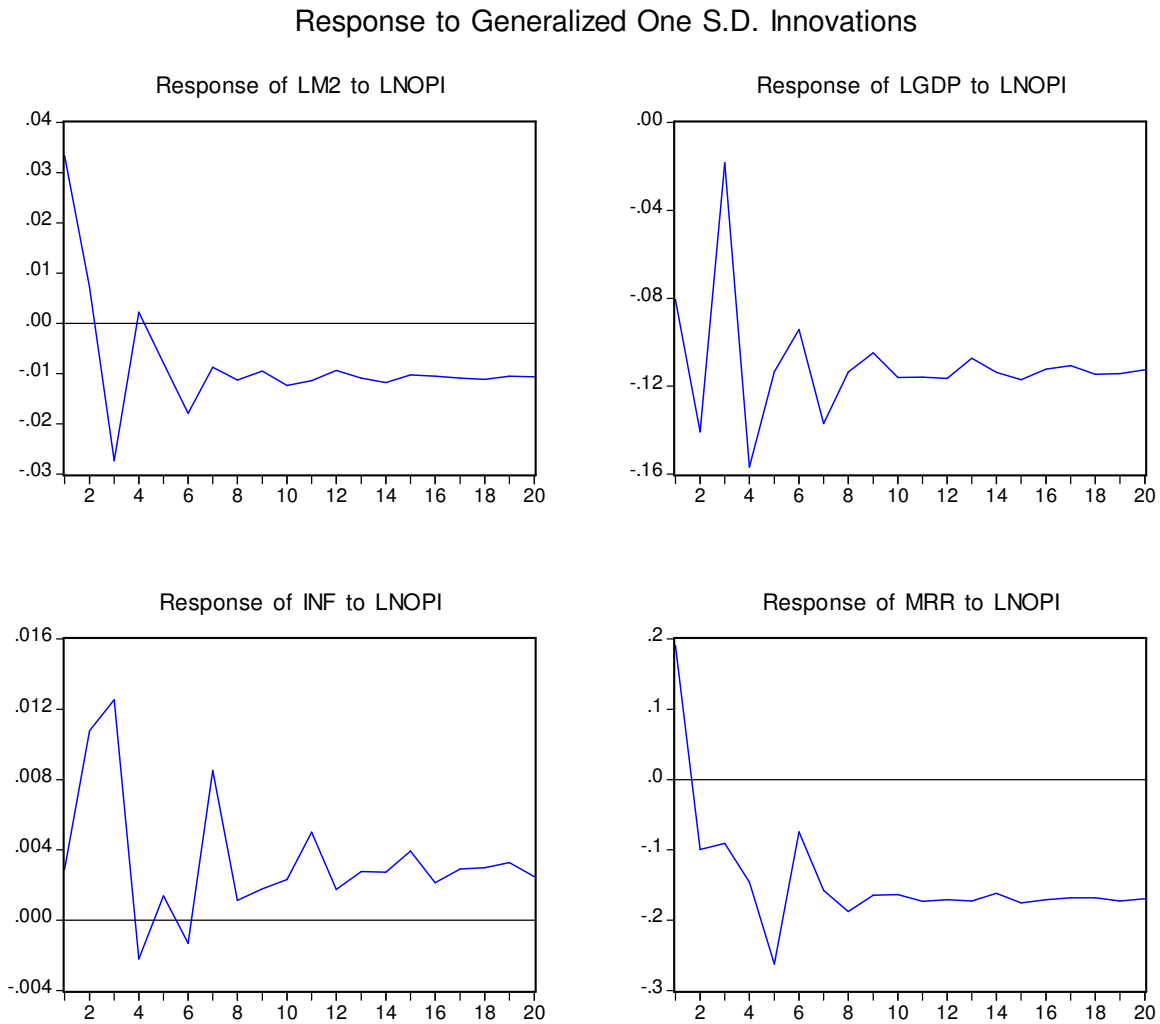 Response to Generalized One S.D. Innovations
Response of LM2 to LNOPI
.04
.03
.02
.01
.00
-.01
-.02
-.03
2 4 6 8 10 12 14 16 18 20
Response of LGDP to LNOPI
.00
-.04
-.08
-.12
-.16
2 4 6 8 10 12 14 16 18 20
Response of INF to LNOPI
.016
.012
.008
.004
.000
-.004
2 4 6 8 10 12 14 16 18 20
Response of MRR to LNOPI
.2
.1
.0
-.1
-.2
-.3
2 4 6 8 10 12 14 16 18 20